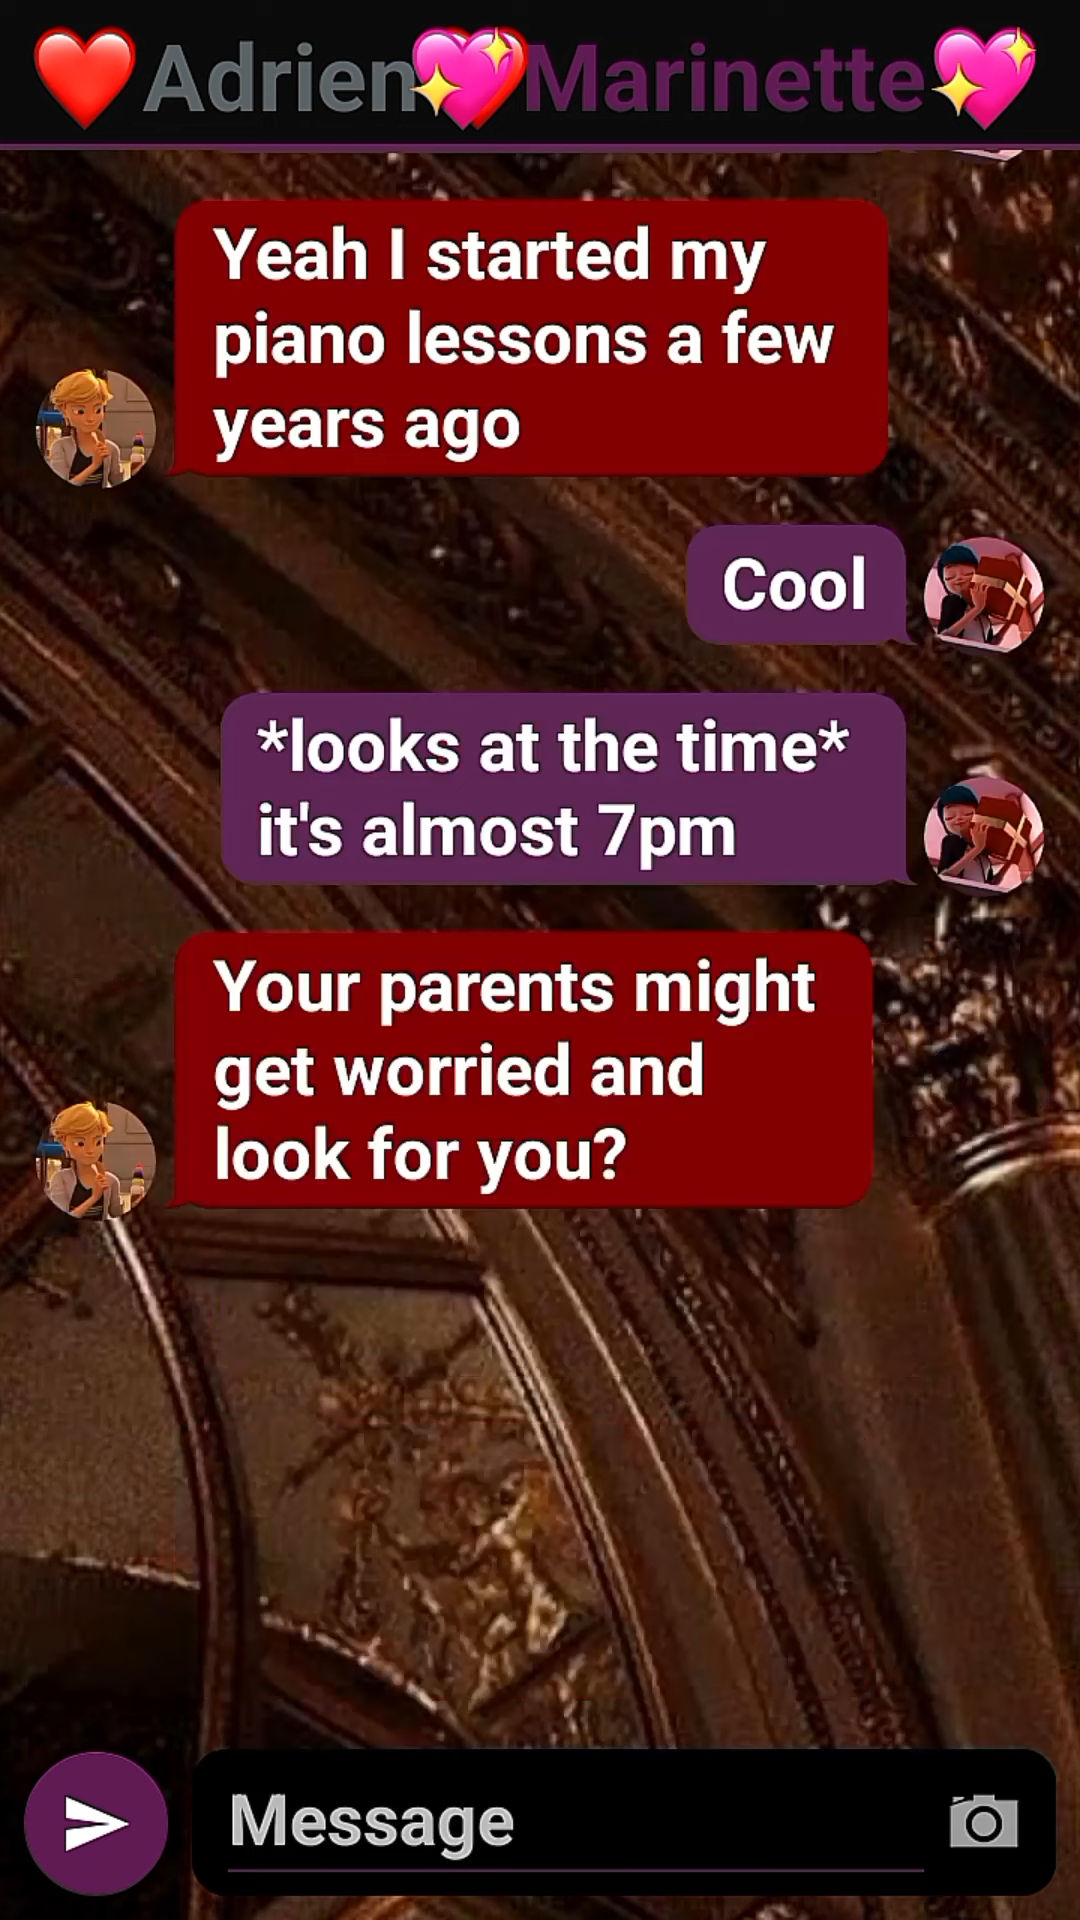 ❤️Adrien💖Marinette💖
Yeah I started my
piano lessons a few
years ago
Cool
*looks at the time*
it's almost 7pm
Your parents might
get worried and
look for you?
Message